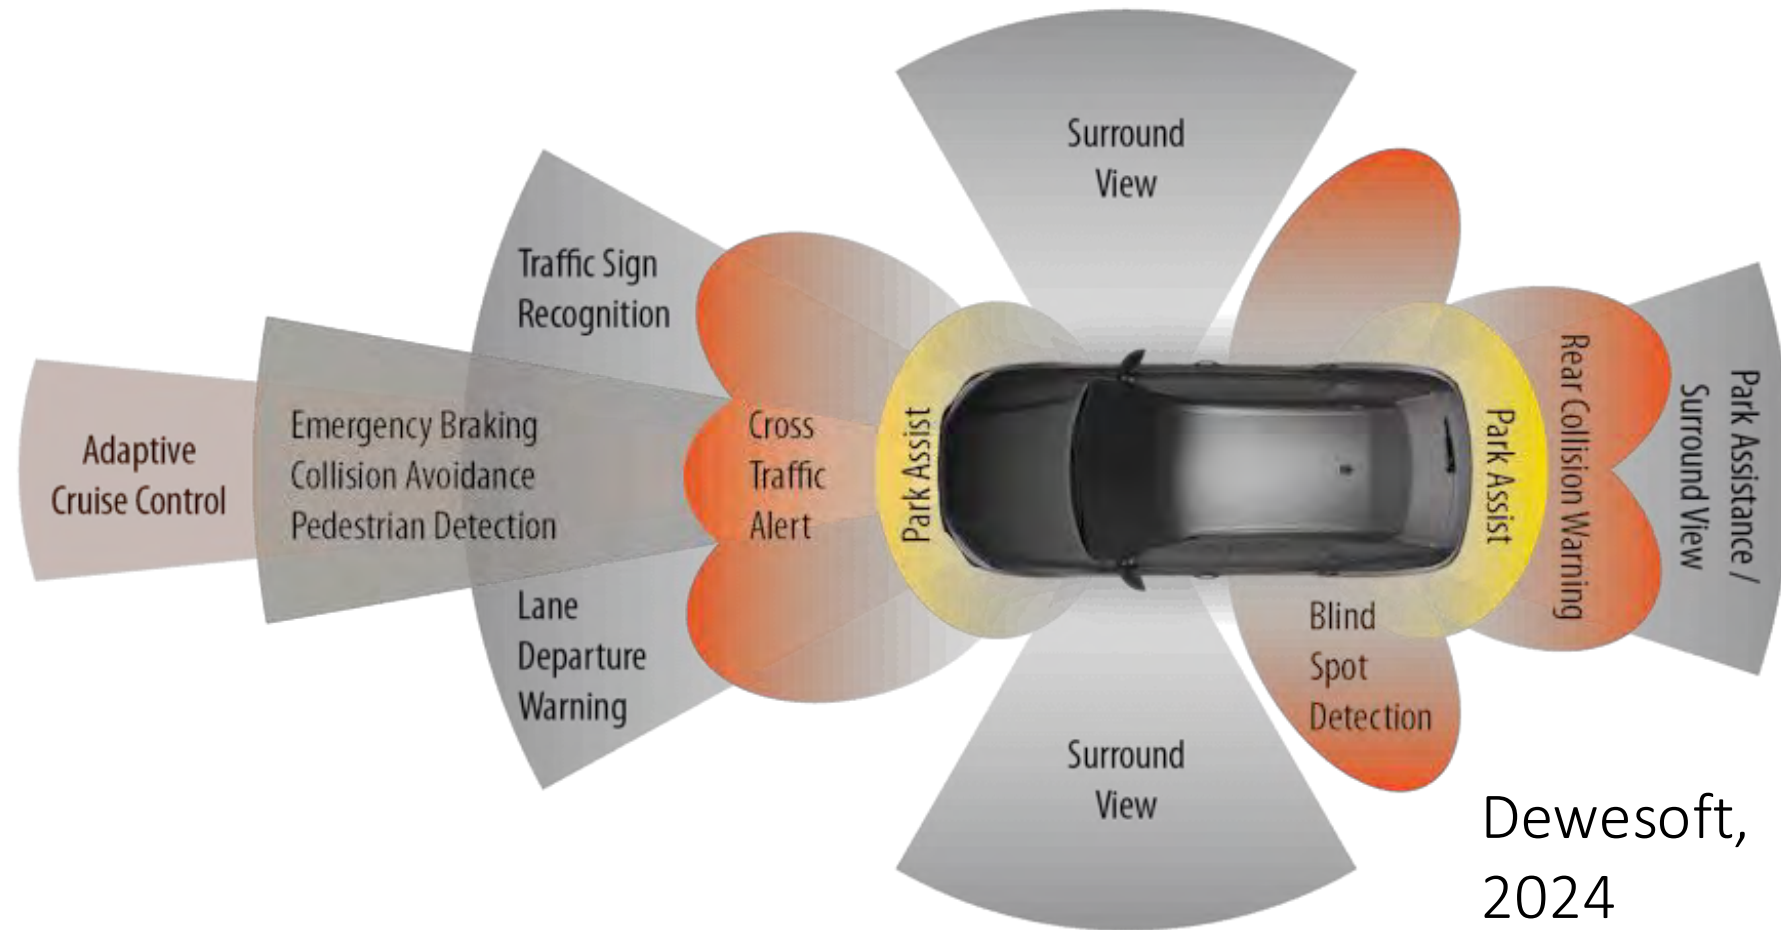 Surround
View
Traffic Sign
Recognition
Adaptive
Cruise Control
Emergency Braking
Collision Avoidance
Pedestrian Detection
Cross
Traffic
Alert
Park Assist
Park Assist
Rear Collision Warning
Park Assistance /
Surround View
Lane
Departure
Warning
Blind
Spot
Detection
Surround
View
Dewesoft,
2024